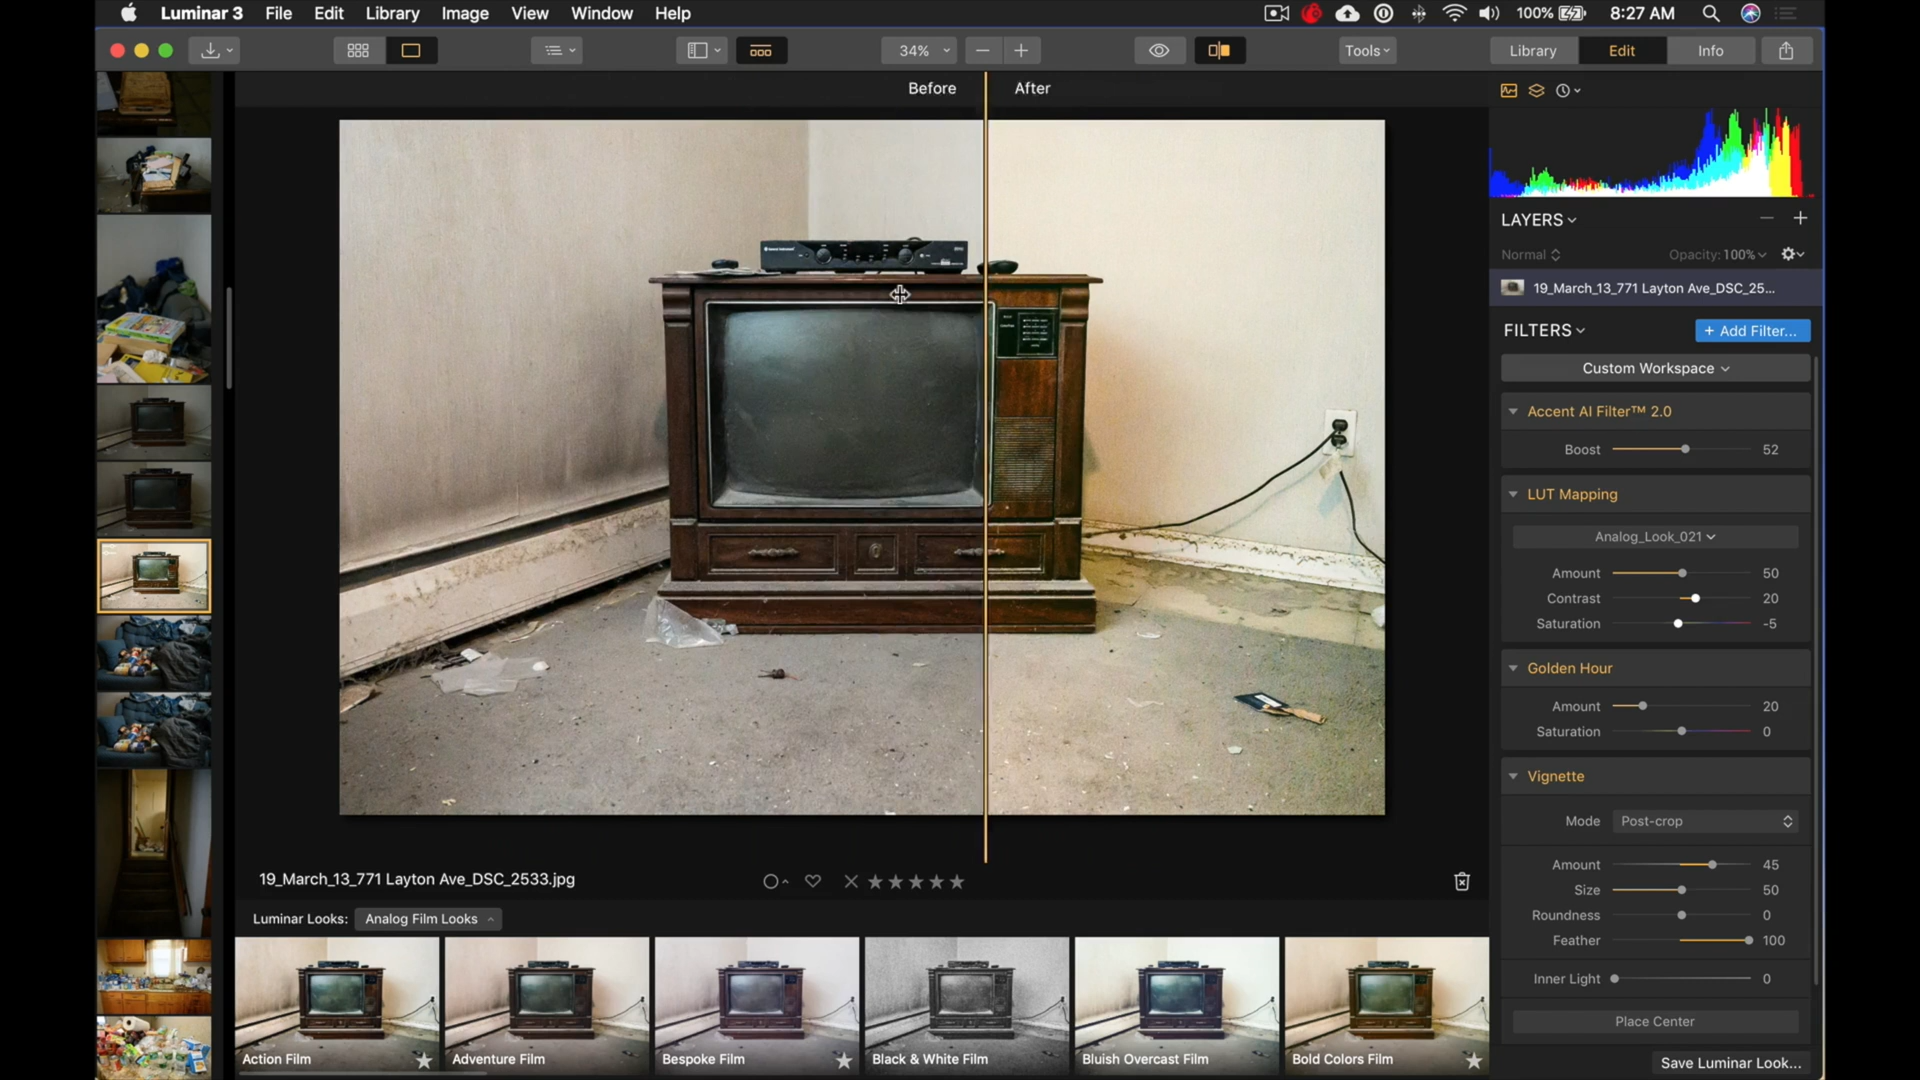 Luminar 3 File Edit Library Image View Window Help 100% 8:27 AM
34% Tools Library Edit Info
Before After
LAYERS
Normal Opacity: 100%
19_March_13_771 Layton Ave_DSC_25...
FILTERS + Add Filter...
Custom Workspace
Accent AI Filter™ 2.0
Boost 52
LUT Mapping
Analog_Look_021
Amount 50
Contrast 20
Saturation -5
Golden Hour
Amount 20
Saturation 0
Vignette
Mode Post-crop
Amount 45
Size 50
Roundness 0
Feather 100
Inner Light 0
Place Center
Save Luminar Look...
19_March_13_771 Layton Ave_DSC_2533.jpg
Luminar Looks: Analog Film Looks
Action Film Adventure Film Bespoke Film Black & White Film Bluish Overcast Film Bold Colors Film